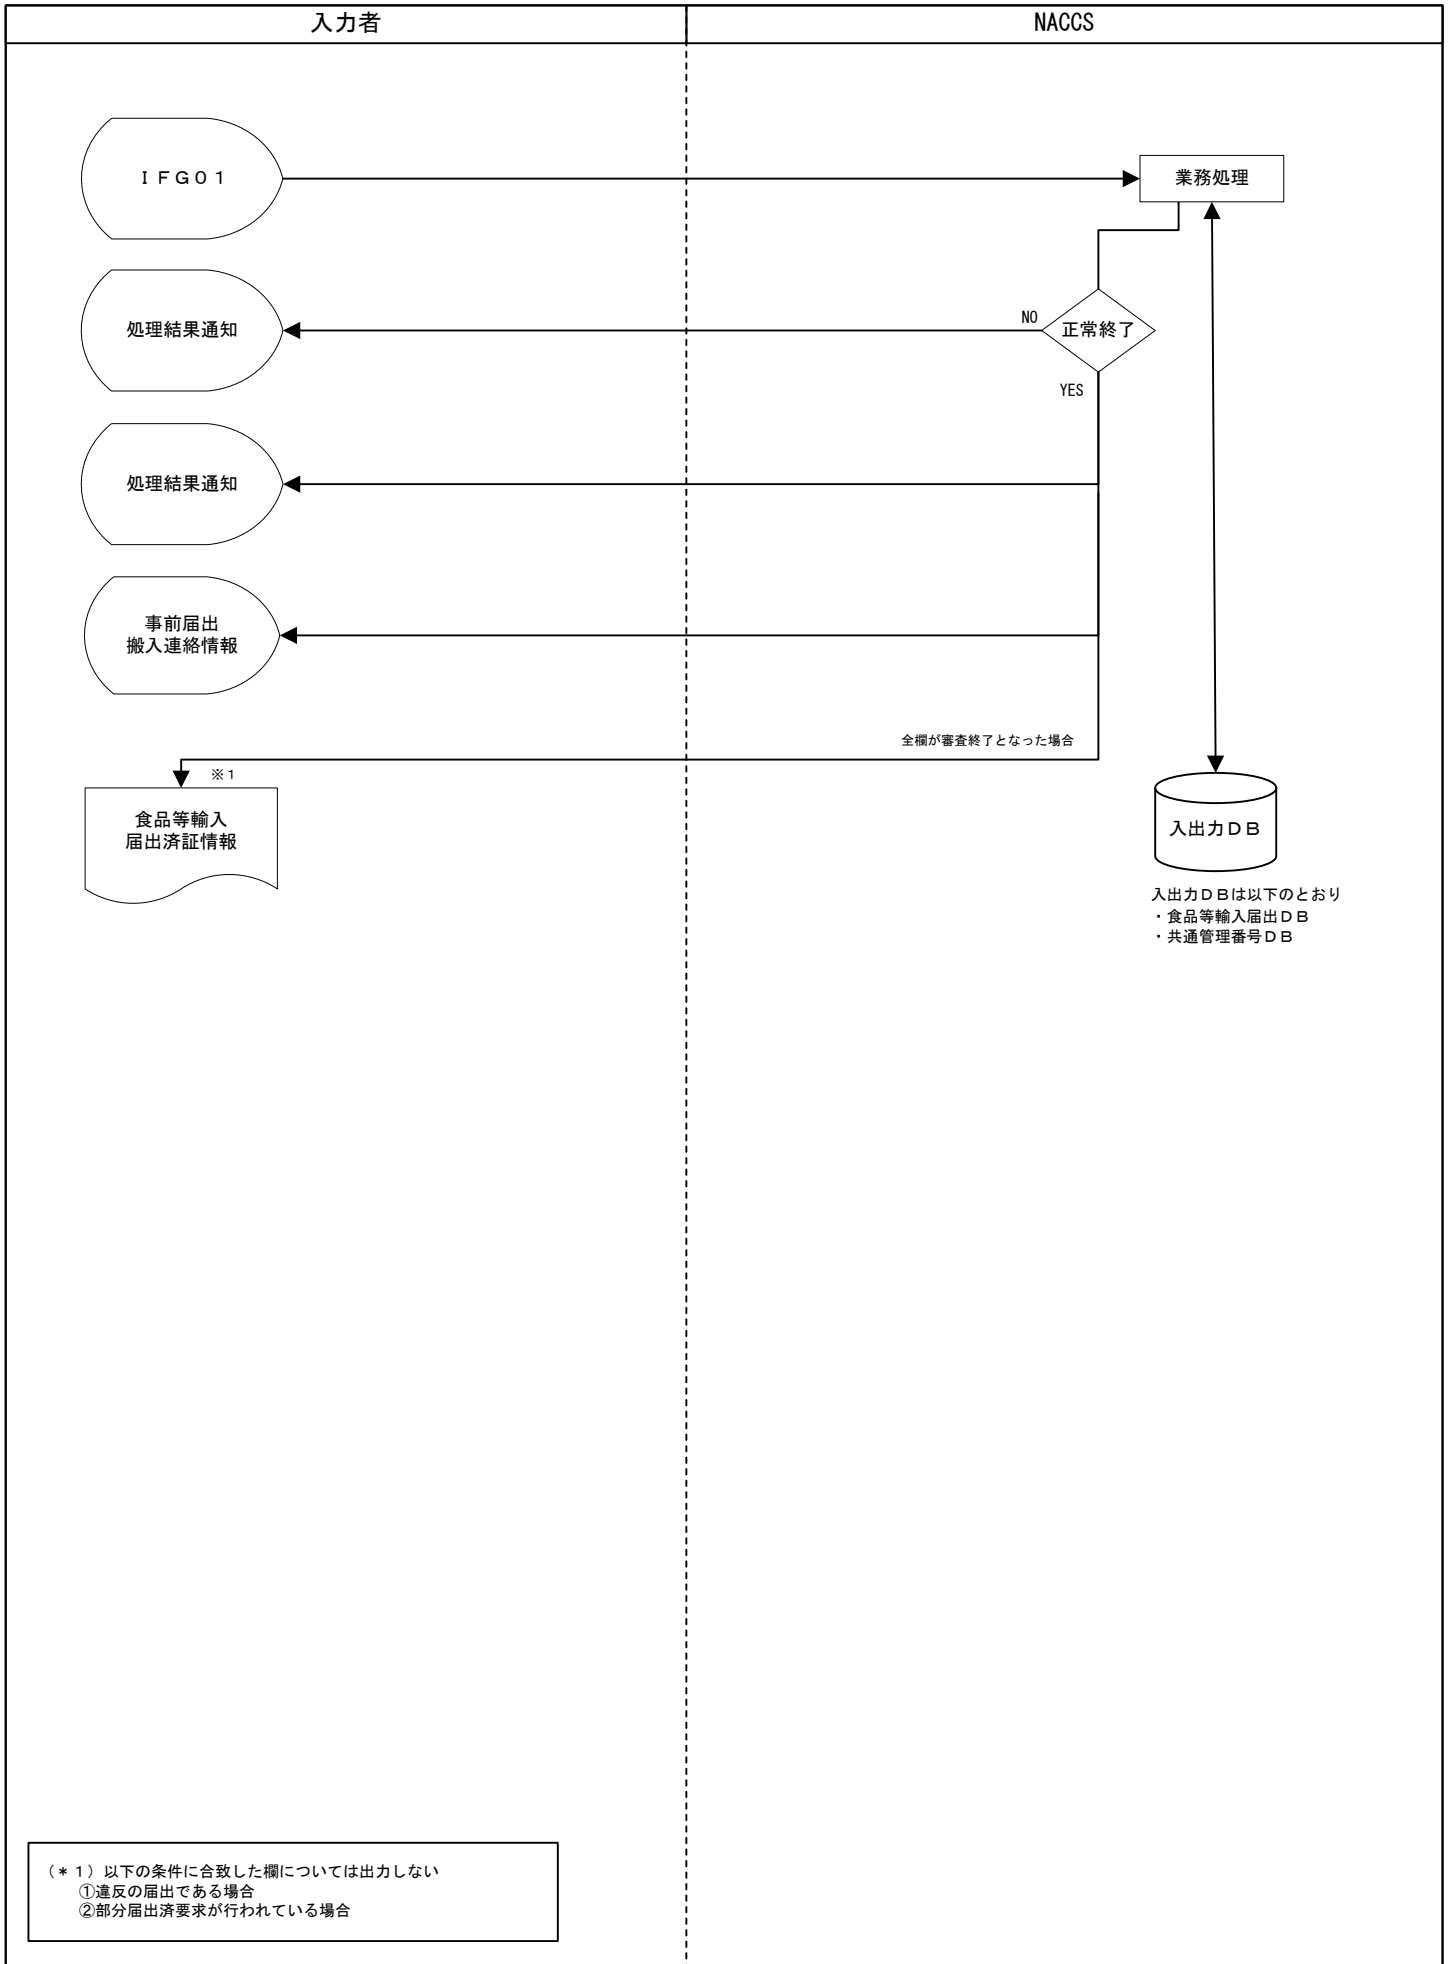 入力者
NACCS
ＩＦＧ０１
業務処理
処理結果通知
NO
正常終了
YES
処理結果通知
事前届出
搬入連絡情報
全欄が審査終了となった場合
※１
食品等輸入
届出済証情報
入出力ＤＢ
入出力ＤＢは以下のとおり
・食品等輸入届出ＤＢ
・共通管理番号ＤＢ
（＊１）以下の条件に合致した欄については出力しない
①違反の届出である場合
②部分届出済要求が行われている場合